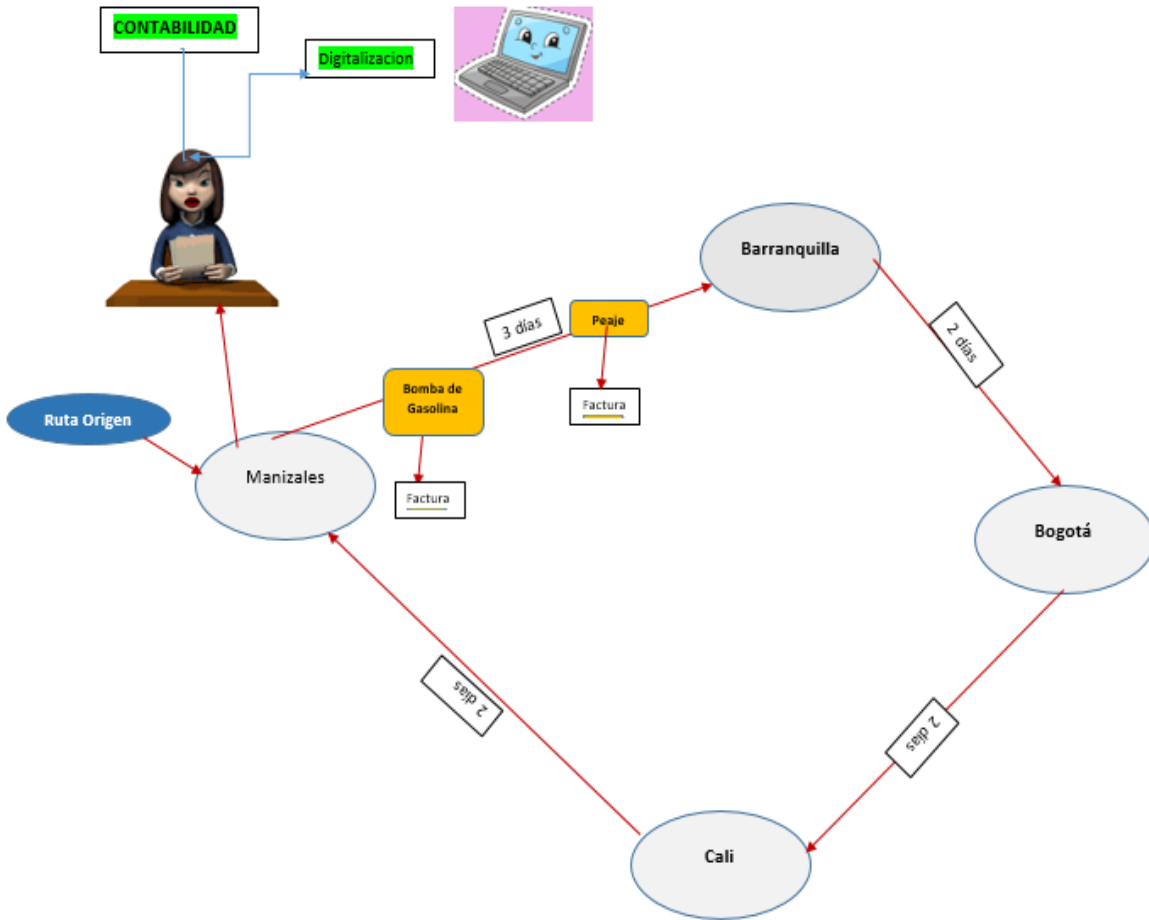 CONTABILIDAD
Digitalizacion
Barranquilla
Peaje
3 días
2 días
Bomba de
Gasolina
Factura
Ruta Origen
Manizales
Factura
Bogotá
2 días
2 días
Cali